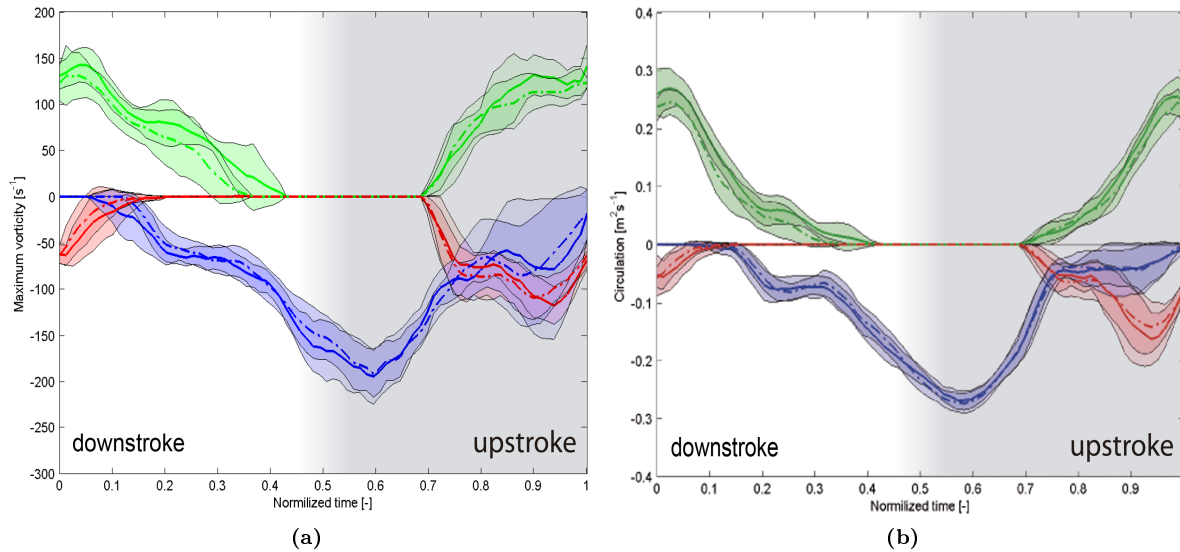 200
150
100
50
0
-50
-100
-150
-200
-250
-300
Maximum vorticity [s-1]
downstroke
upstroke
0 0.1 0.2 0.3 0.4 0.5 0.6 0.7 0.8 0.9 1
Normilized time [-]
(a)
0.4
0.3
0.2
0.1
0
-0.1
-0.2
-0.3
-0.4
Circulation [m2s-1]
downstroke
upstroke
0 0.1 0.2 0.3 0.4 0.5 0.6 0.7 0.8 0.9
Normilized time [-]
(b)